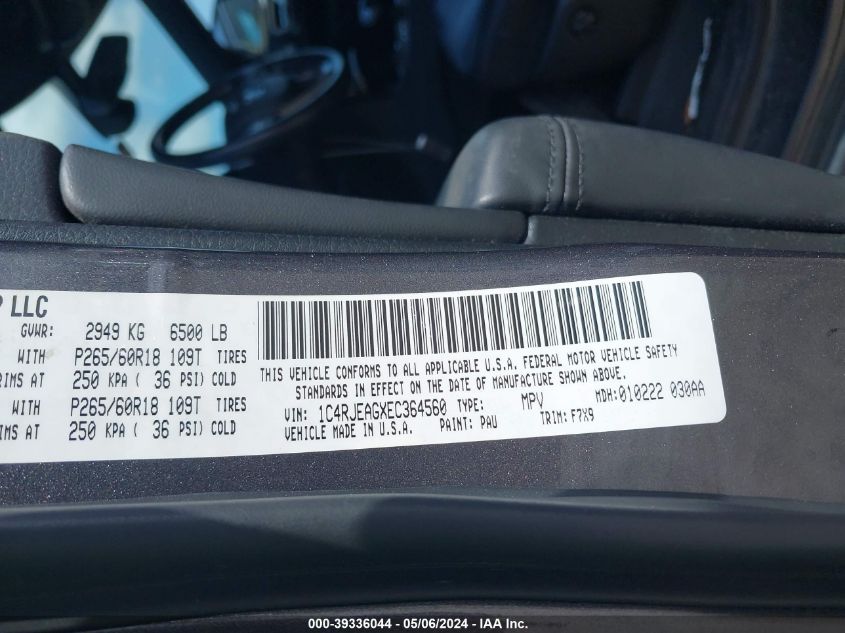 LLC
GVWR: 2949 KG 6500 LB
WITH P265/60R18 109T TIRES
RIMS AT 250 KPA ( 36 PSI) COLD
WITH P265/60R18 109T TIRES
RIMS AT 250 KPA ( 36 PSI) COLD
THIS VEHICLE CONFORMS TO ALL APPLICABLE U.S.A. FEDERAL MOTOR VEHICLE SAFETY
STANDARDS IN EFFECT ON THE DATE OF MANUFACTURE SHOWN ABOVE.
VIN: 1C4RJEAGXEC364560 TYPE: MPV MDH: 010222 030AA
VEHICLE MADE IN U.S.A. PAINT: PAU TRIM: F7X9
000-39336044 - 05/06/2024 - IAA Inc.